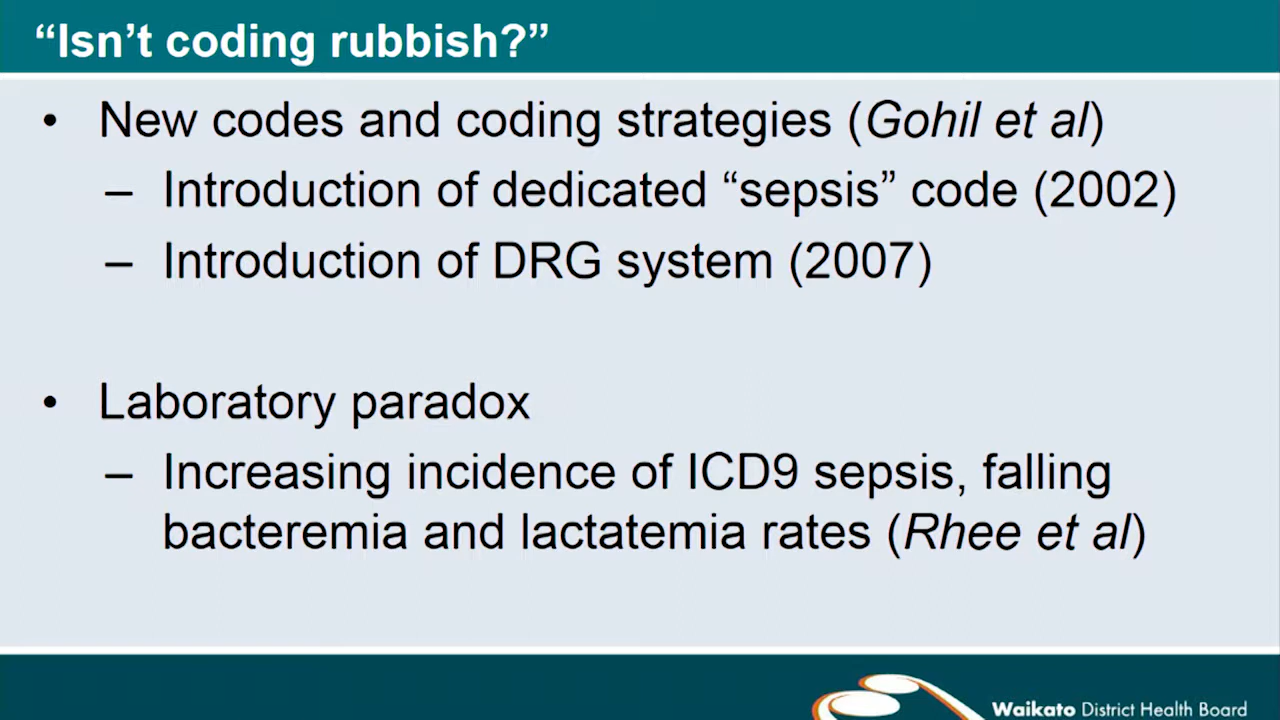 “Isn’t coding rubbish?”
• New codes and coding strategies (Gohil et al)
– Introduction of dedicated “sepsis” code (2002)
– Introduction of DRG system (2007)
• Laboratory paradox
– Increasing incidence of ICD9 sepsis, falling
bacteremia and lactatemia rates (Rhee et al)
Waikato District Health Board